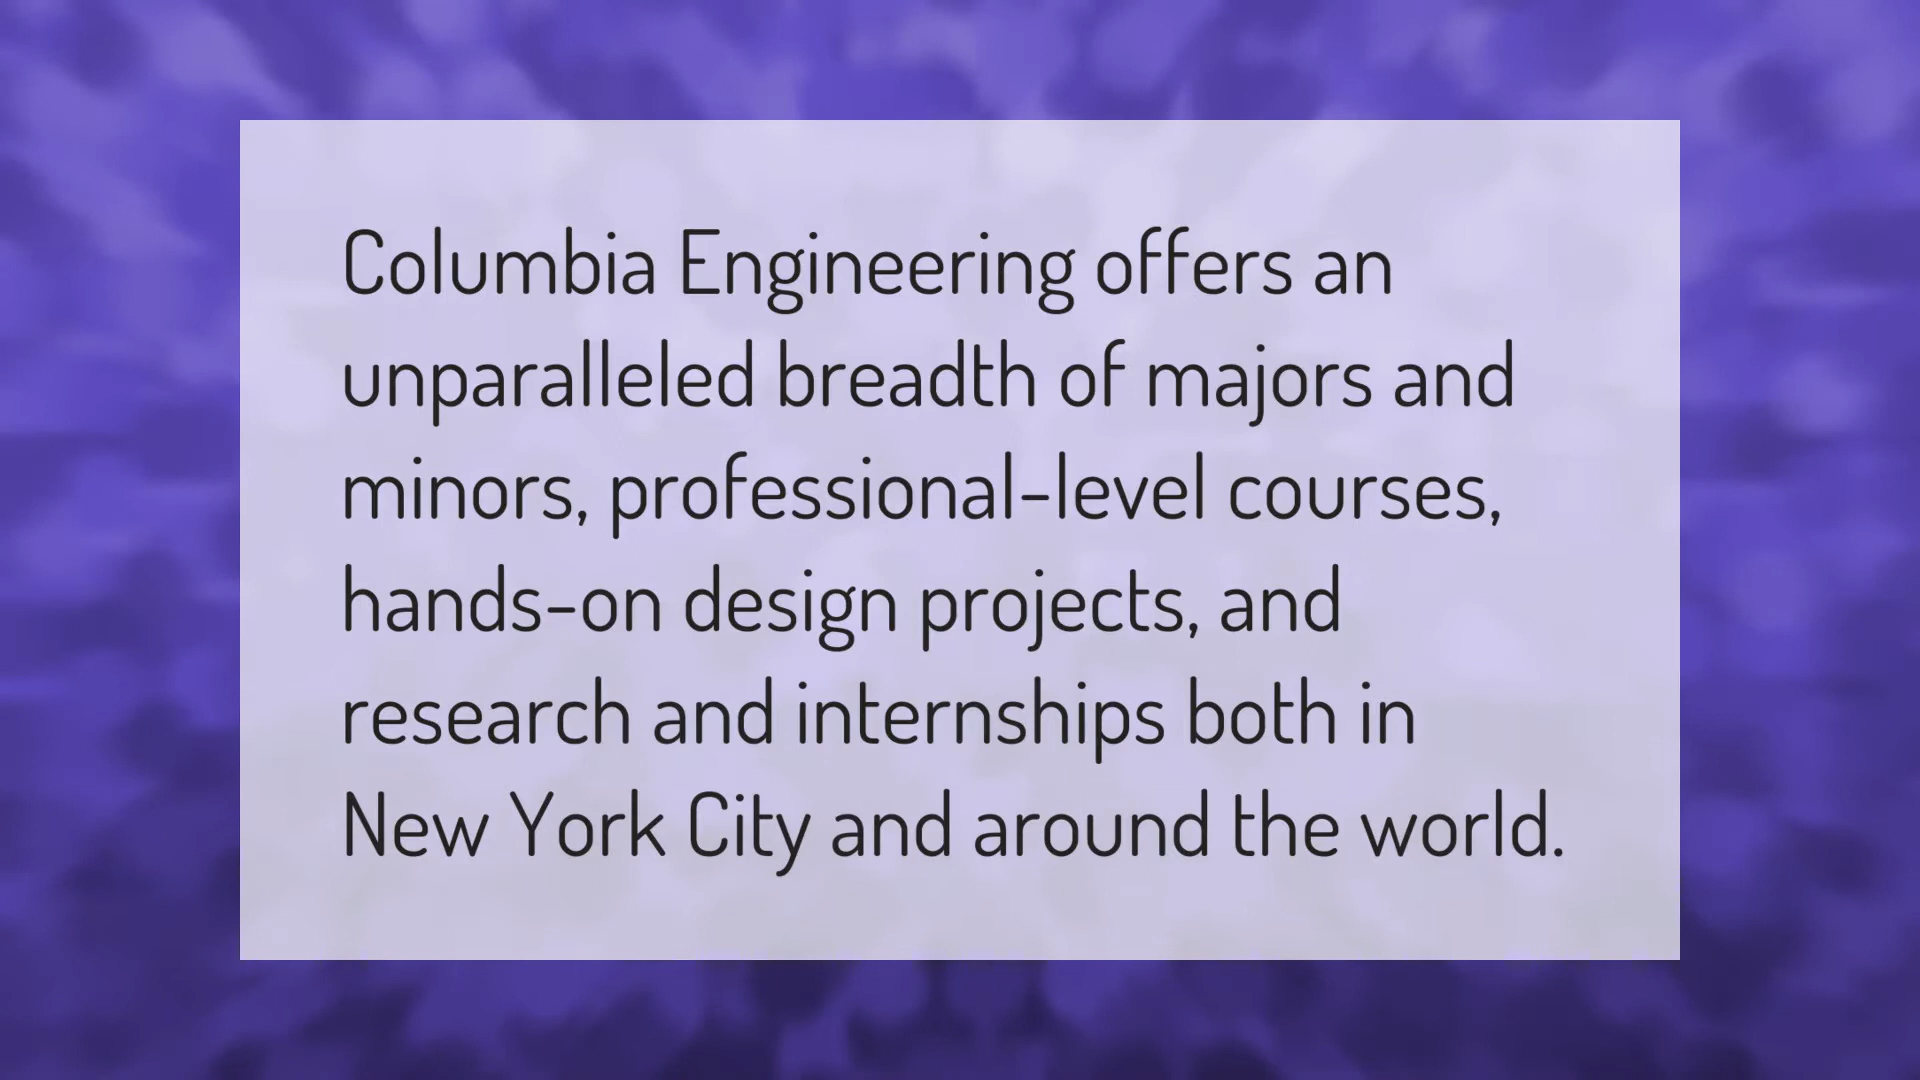 Columbia Engineering offers an
unparalleled breadth of majors and
minors, professional-level courses,
hands-on design projects, and
research and internships both in
New York City and around the world.